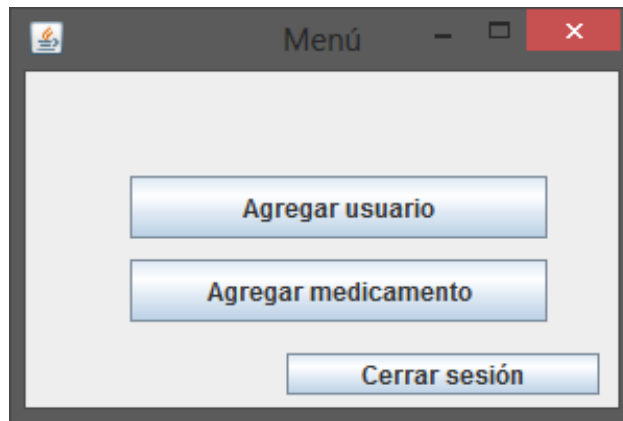 Menú
Agregar usuario
Agregar medicamento
Cerrar sesión